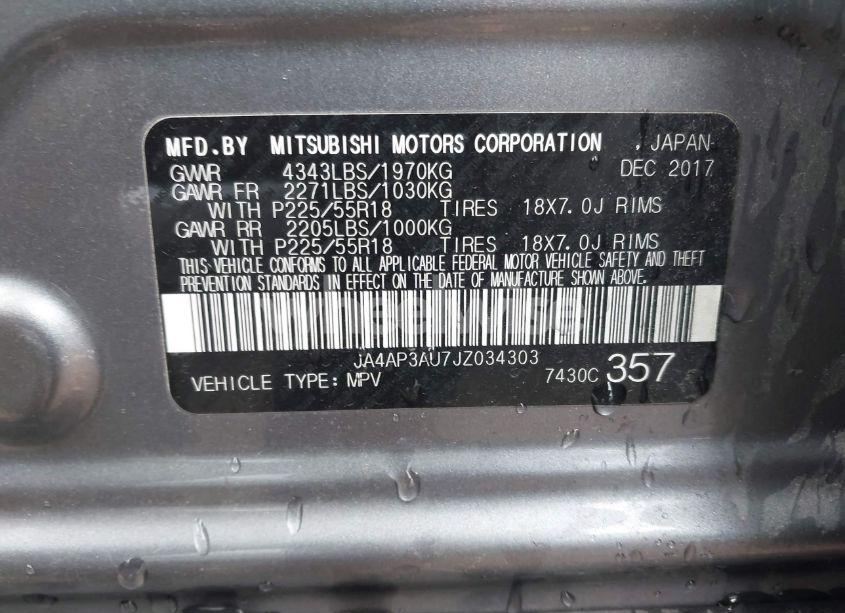 MFD.BY MITSUBISHI MOTORS CORPORATION , JAPAN
GVWR 4343LBS/1970KG DEC 2017
GAWR FR 2271LBS/1030KG
WITH P225/55R18 TIRES 18X7.0J RIMS
GAWR RR 2205LBS/1000KG
WITH P225/55R18 TIRES 18X7.0J RIMS
THIS VEHICLE CONFORMS TO ALL APPLICABLE FEDERAL MOTOR VEHICLE SAFETY AND THEFT
PREVENTION STANDARDS IN EFFECT ON THE DATE OF MANUFACTURE SHOWN ABOVE.
JA4AP3AU7JZ034303
VEHICLE TYPE: MPV 7430C 357